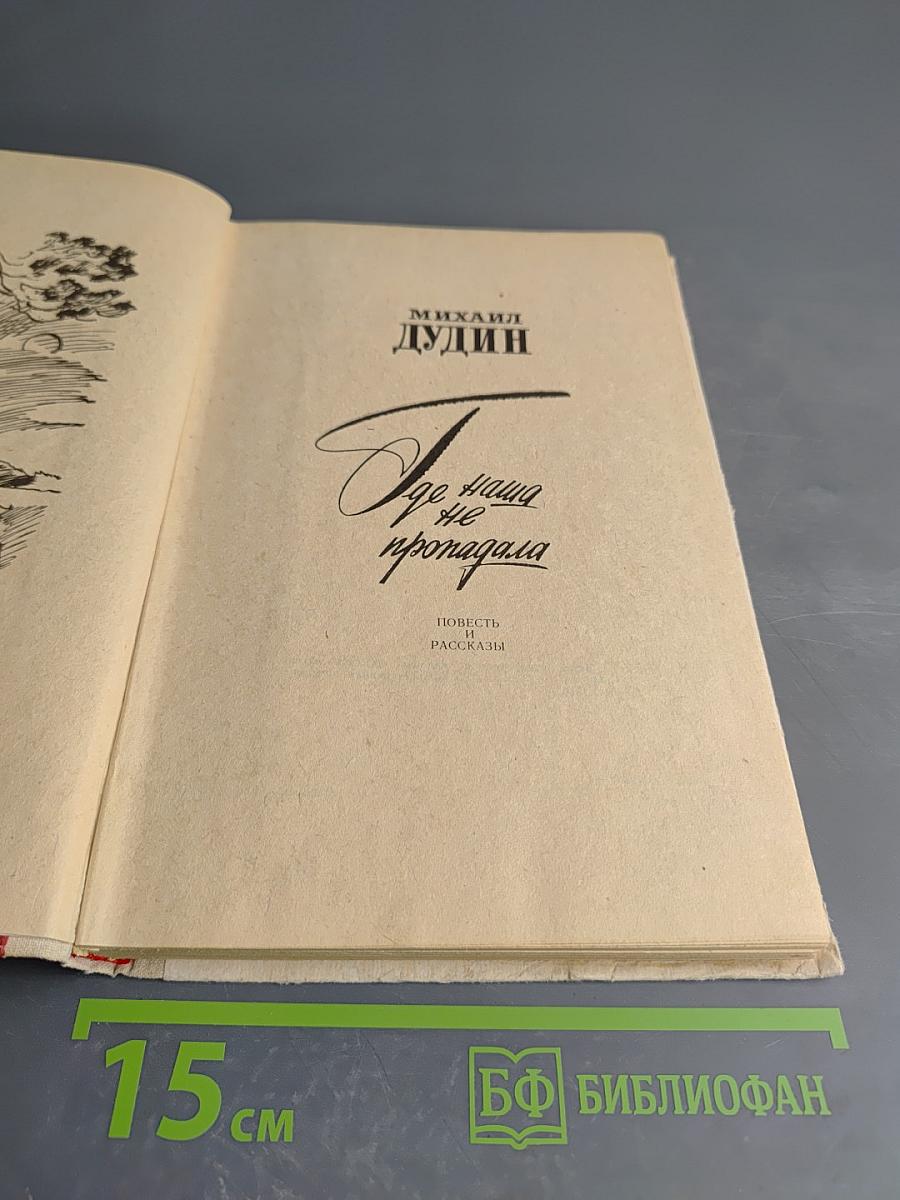 МИХАИЛ
ДУДИН
Где наша
не
пропадала
ПОВЕСТЬ
И
РАССКАЗЫ
15 СМ
БФ БИБЛИОФАН